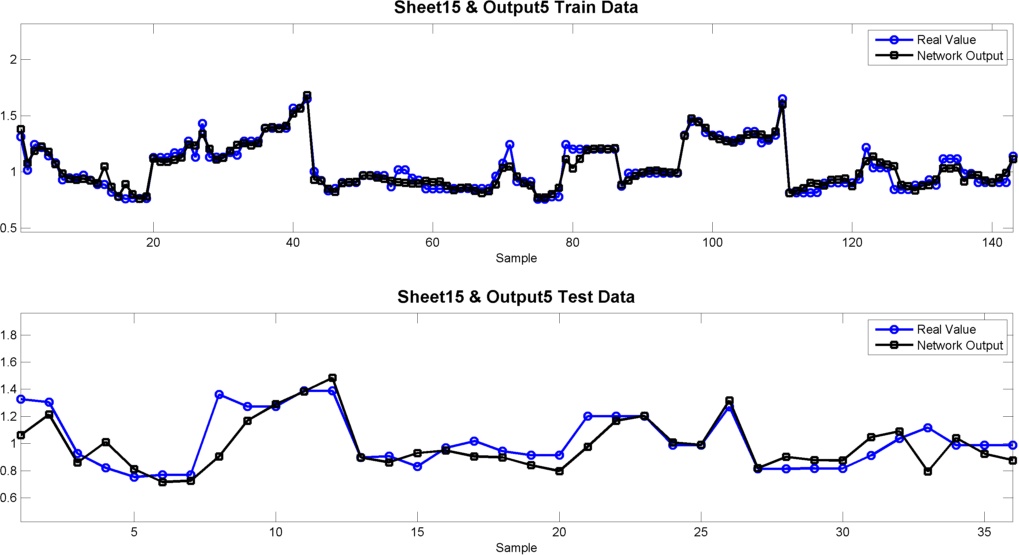 Sheet15 & Output5 Train Data
Real Value
Network Output
2
1.5
1
0.5
20 40 60 80 100 120 140
Sample
Sheet15 & Output5 Test Data
Real Value
Network Output
1.8
1.6
1.4
1.2
1
0.8
0.6
5 10 15 20 25 30 35
Sample